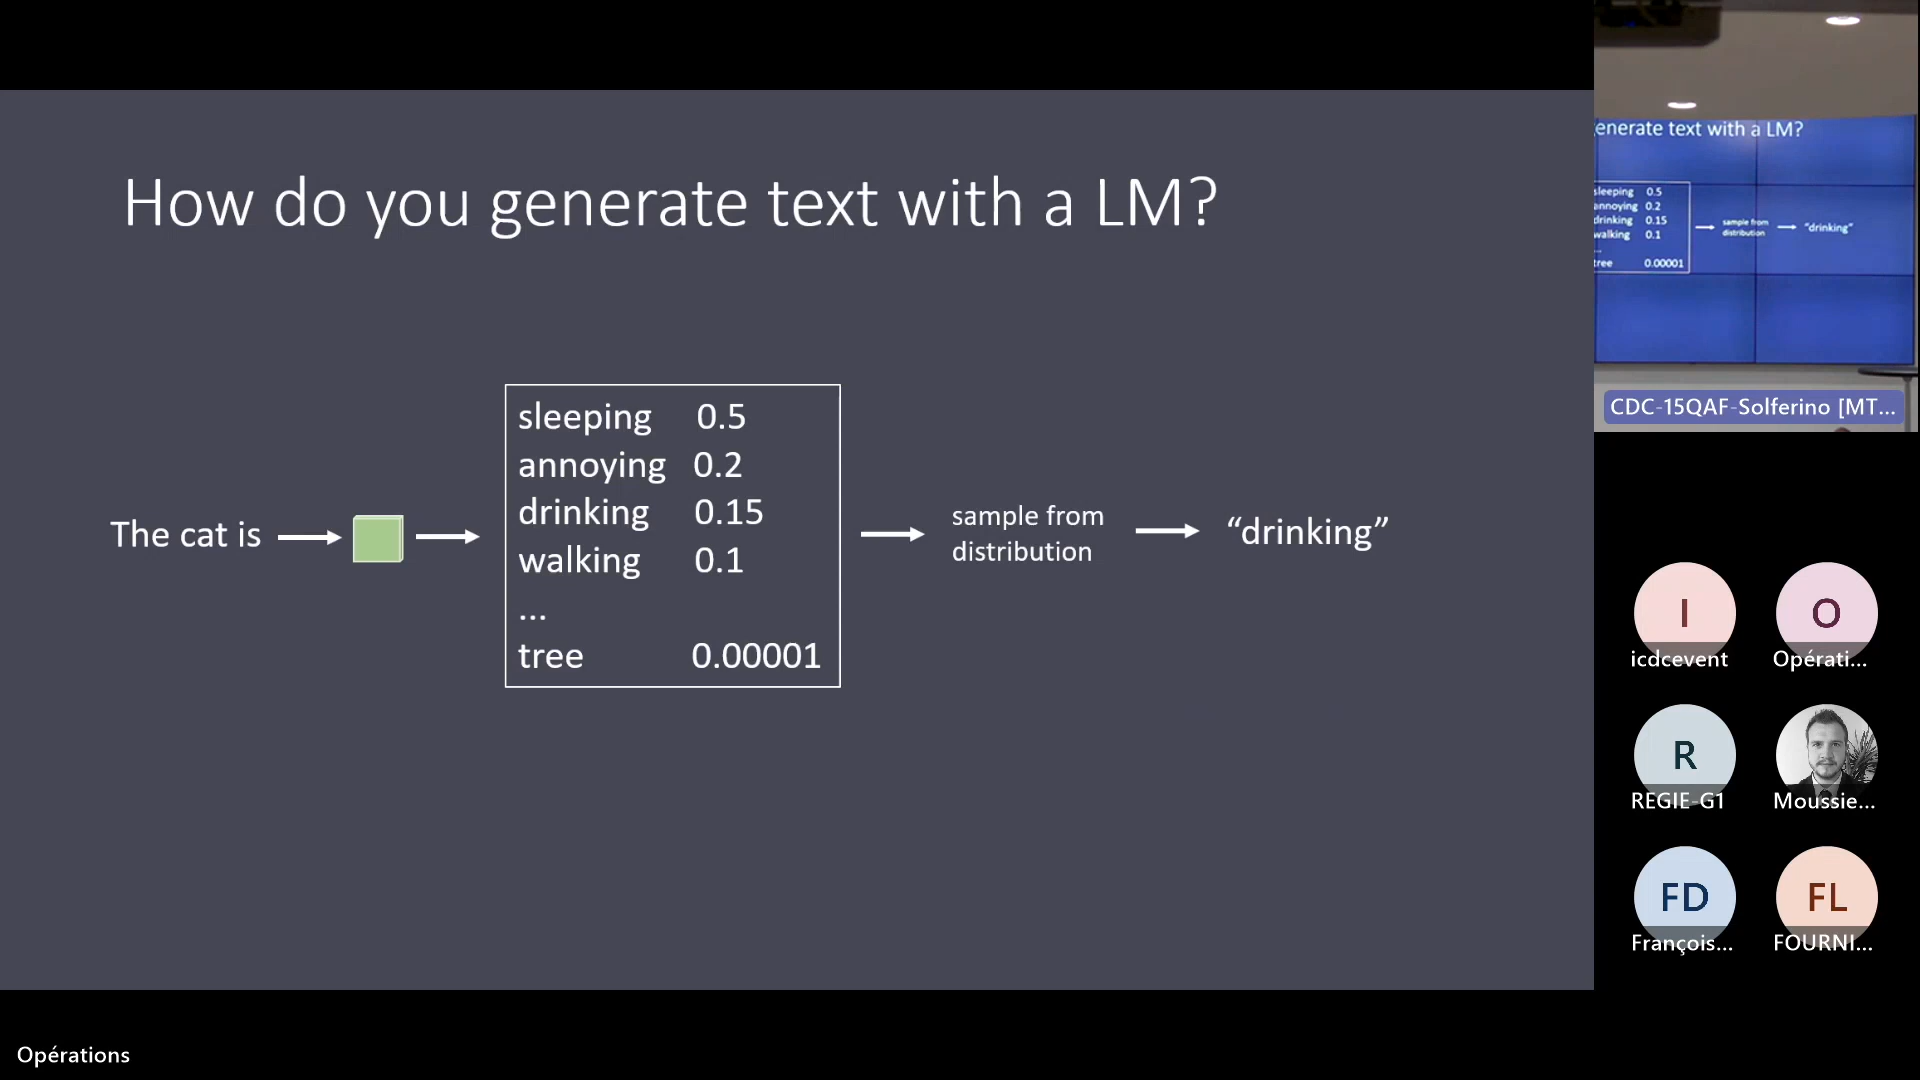 How do you generate text with a LM?
The cat is
sleeping 0.5
annoying 0.2
drinking 0.15
walking 0.1
...
tree 0.00001
sample from
distribution
“drinking”
enerate text with a LM?
sleeping 0.5
annoying 0.2
drinking 0.15
walking 0.1
...
tree 0.00001
sample from
distribution
“drinking”
CDC-15QAF-Solferino [MT...
I
icdcevent
O
Opérati...
R
REGIE-G1
Moussie...
FD
François...
FL
FOURNI...
Opérations